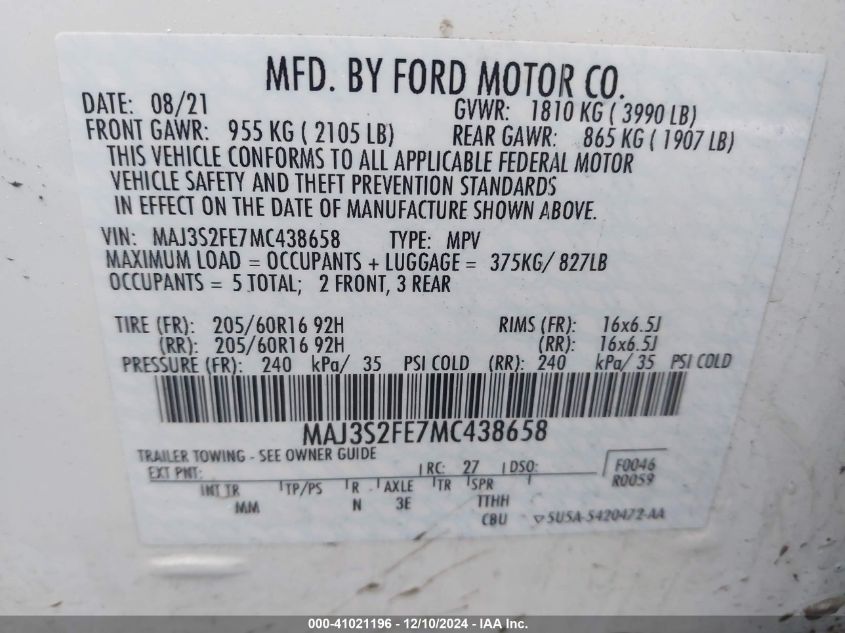 MFD. BY FORD MOTOR CO.
DATE: 08/21 GVWR: 1810 KG ( 3990 LB)
FRONT GAWR: 955 KG ( 2105 LB) REAR GAWR: 865 KG ( 1907 LB)
THIS VEHICLE CONFORMS TO ALL APPLICABLE FEDERAL MOTOR
VEHICLE SAFETY AND THEFT PREVENTION STANDARDS
IN EFFECT ON THE DATE OF MANUFACTURE SHOWN ABOVE.
VIN: MAJ3S2FE7MC438658 TYPE: MPV
MAXIMUM LOAD = OCCUPANTS + LUGGAGE = 375KG/ 827LB
OCCUPANTS = 5 TOTAL; 2 FRONT, 3 REAR
TIRE (FR): 205/60R16 92H RIMS (FR): 16x6.5J
(RR): 205/60R16 92H (RR): 16x6.5J
PRESSURE (FR): 240 kPa/ 35 PSI COLD (RR): 240 kPa/ 35 PSI COLD
MAJ3S2FE7MC438658
TRAILER TOWING - SEE OWNER GUIDE
EXT PNT: RC: 27 DSO: F0046
R0059
INT TR TP/PS R AXLE TR SPR
MM N 3E TTHH
CBU 5U5A-5420472-AA
000-41021196 - 12/10/2024 - IAA Inc.